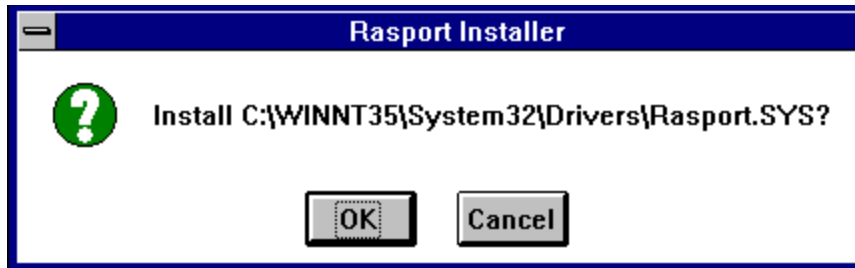 Rasport Installer
Install C:\WINNT35\System32\Drivers\Rasport.SYS?
OK Cancel